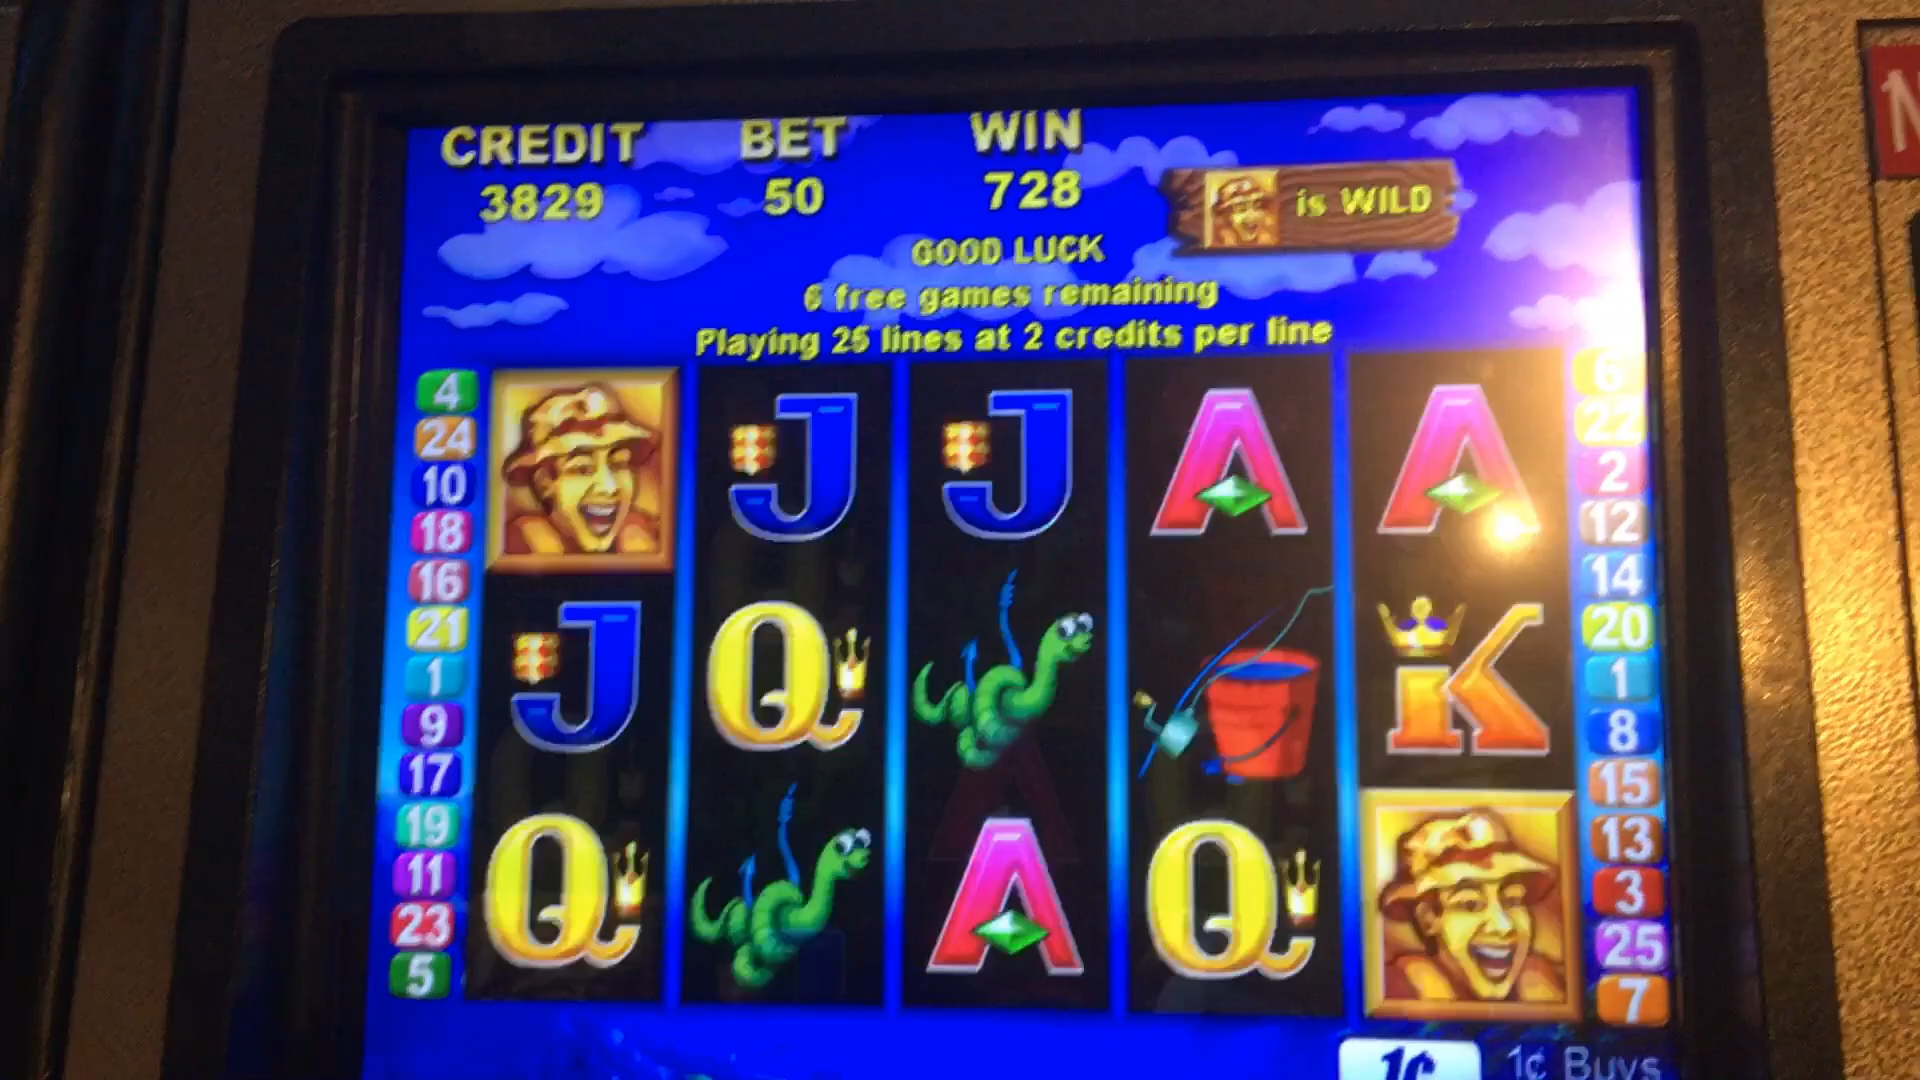 CREDIT BET WIN
3829 50 728
is WILD
GOOD LUCK
6 free games remaining
Playing 25 lines at 2 credits per line
4 J J A A 6
24 22
10 2
18 12
16 14
21 J Q K 20
1 1
9 8
17 15
19 13
11 Q A Q 3
23 25
5 7
1¢ 1¢ Buys
N